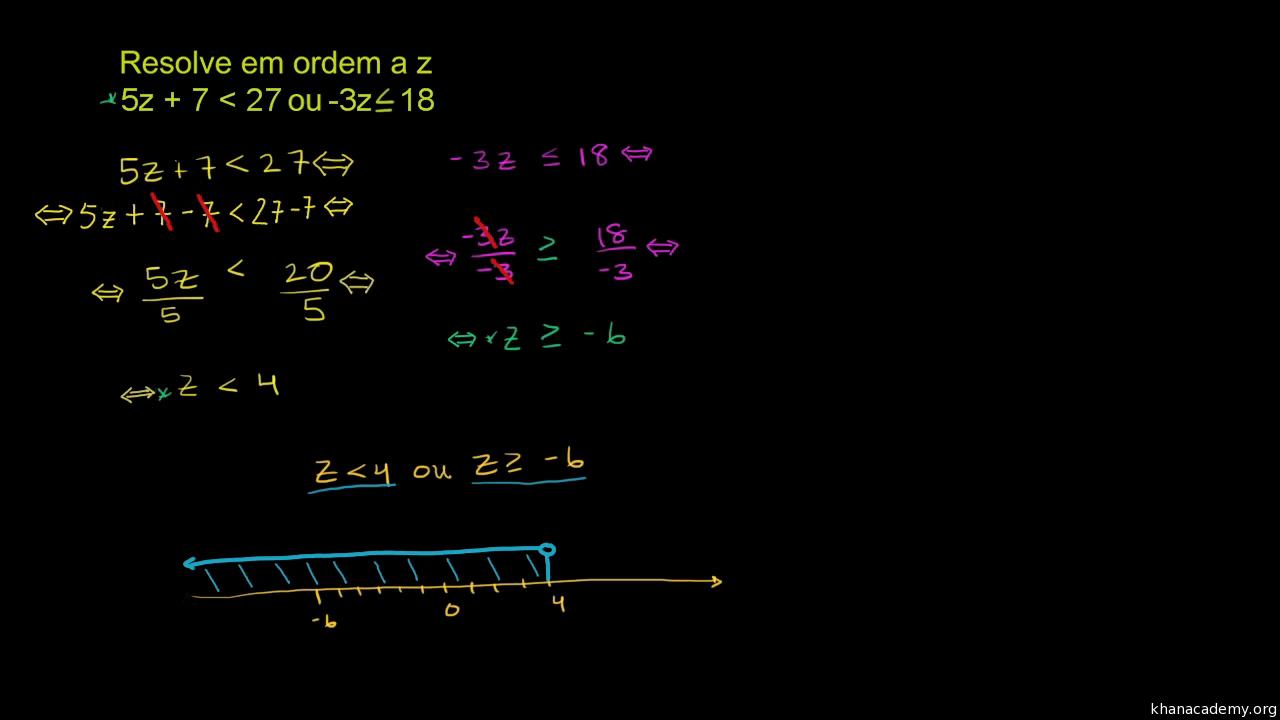 Resolve em ordem a z
*5z + 7 < 27 ou -3z ≤ 18
5z + 7 < 27 ⇔
⇔ 5z + 7 - 7 < 27 - 7 ⇔
⇔ 5z/5 < 20/5 ⇔
⇔ *z < 4
-3z ≤ 18 ⇔
⇔ -3z/-3 ≥ 18/-3 ⇔
⇔ *z ≥ -6
z < 4 ou z ≥ -6
-6 0 4
khanacademy.org